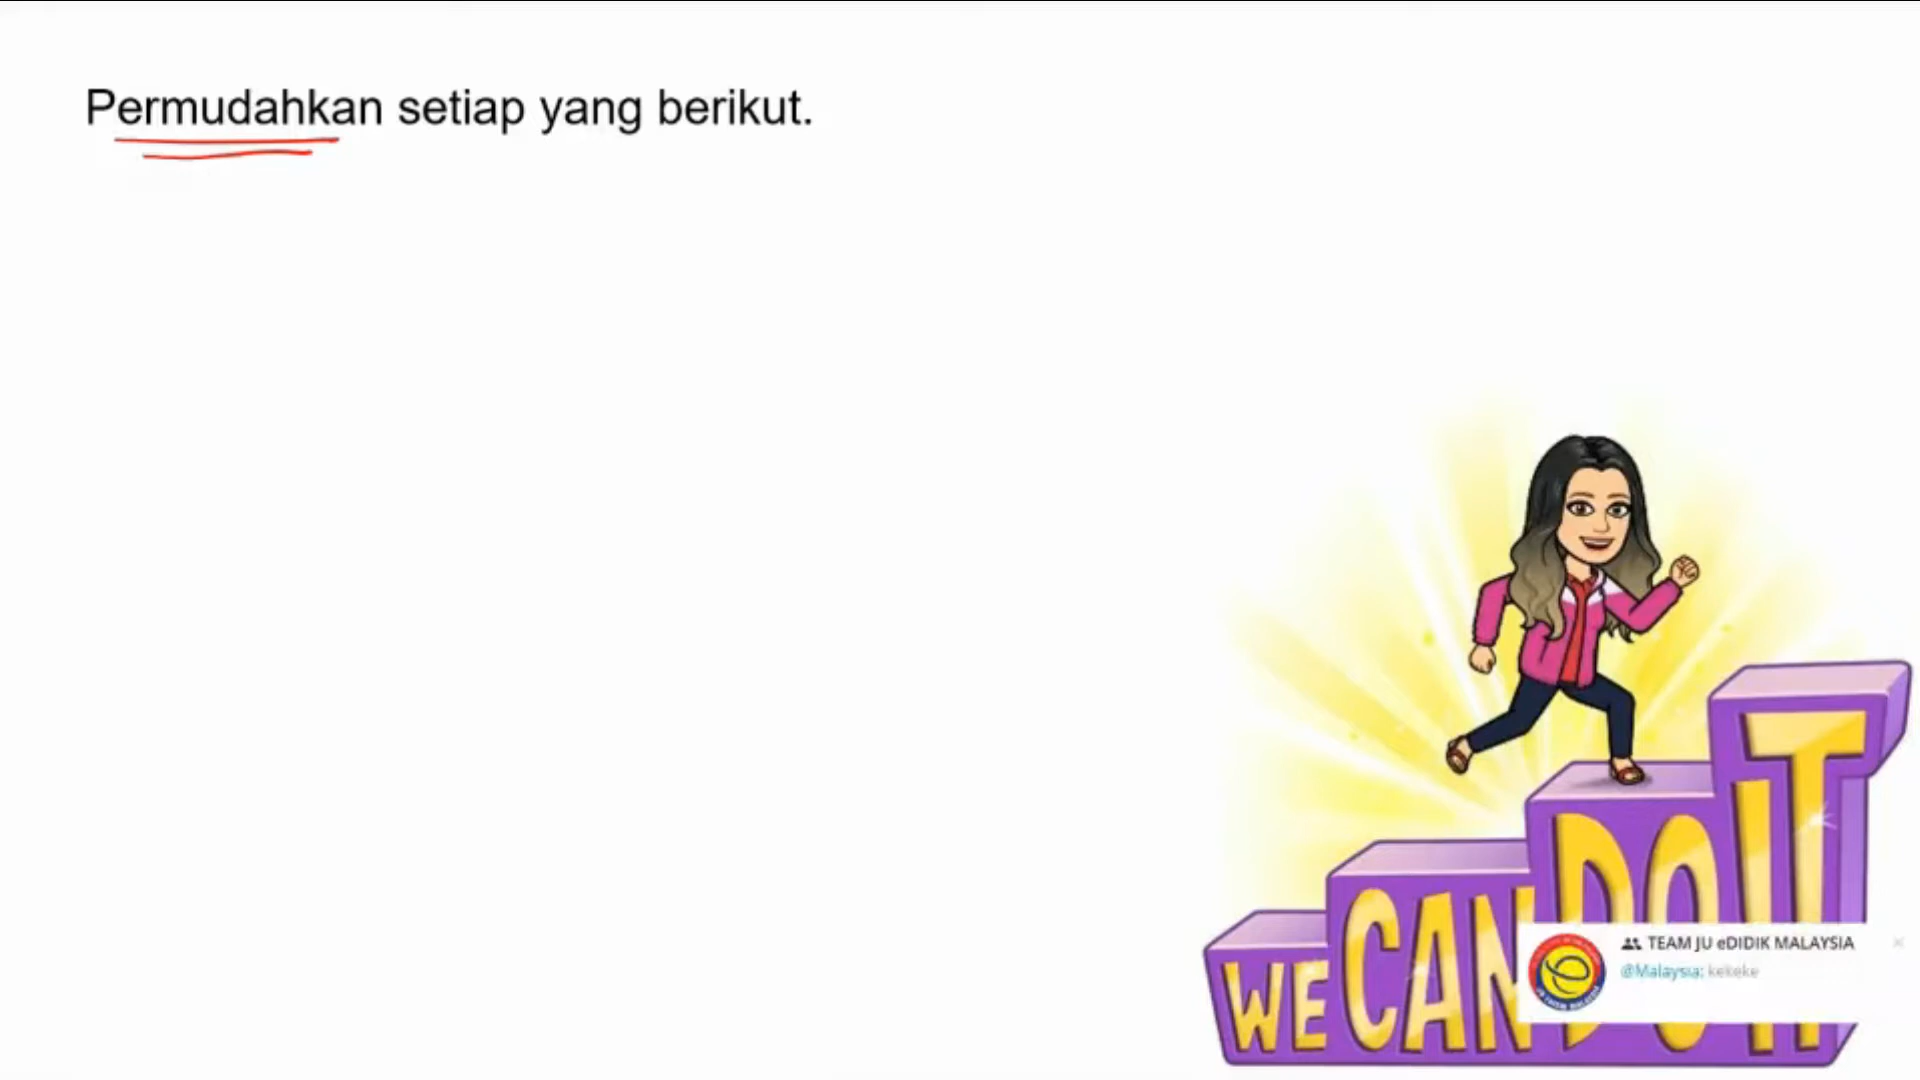 Permudahkan setiap yang berikut.
WE CAN DO IT
TEAM JU eDIDIK MALAYSIA
@Malaysia: kekeke